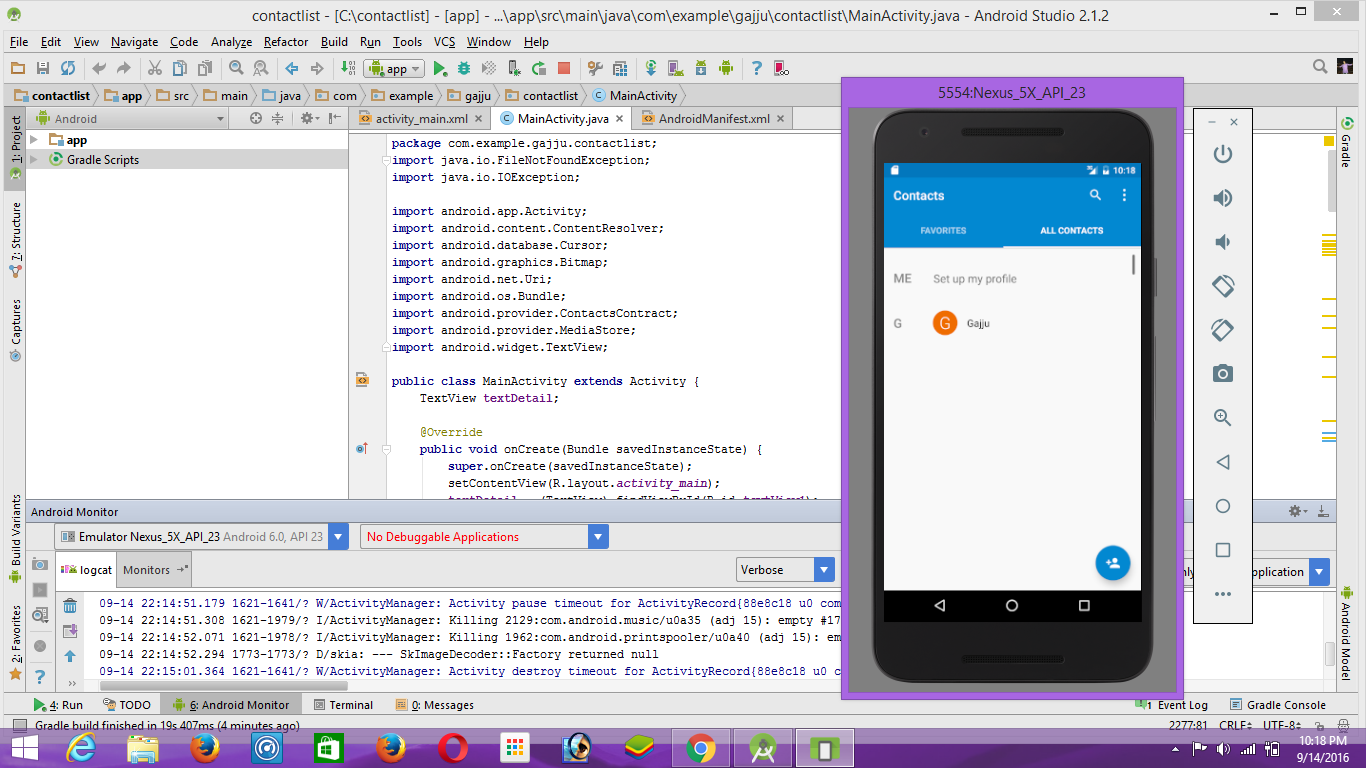 contactlist - [C:\contactlist] - [app] - ...\app\src\main\java\com\example\gajju\contactlist\MainActivity.java - Android Studio 2.1.2
File Edit View Navigate Code Analyze Refactor Build Run Tools VCS Window Help
app
contactlist app src main java com example gajju contactlist MainActivity
Android
activity_main.xml MainActivity.java AndroidManifest.xml
1: Project
7: Structure
Captures
Build Variants
2: Favorites
app
Gradle Scripts
package com.example.gajju.contactlist;
import java.io.FileNotFoundException;
import java.io.IOException;
import android.app.Activity;
import android.content.ContentResolver;
import android.database.Cursor;
import android.graphics.Bitmap;
import android.net.Uri;
import android.os.Bundle;
import android.provider.ContactsContract;
import android.provider.MediaStore;
import android.widget.TextView;
public class MainActivity extends Activity {
TextView textDetail;
@Override
public void onCreate(Bundle savedInstanceState) {
super.onCreate(savedInstanceState);
setContentView(R.layout.activity_main);
5554:Nexus_5X_API_23
10:18
Contacts
FAVORITES ALL CONTACTS
ME Set up my profile
G G Gajju
Gradle
Android Model
Android Monitor
Emulator Nexus_5X_API_23 Android 6.0, API 23 No Debuggable Applications
logcat Monitors Verbose
09-14 22:14:51.179 1621-1641/? W/ActivityManager: Activity pause timeout for ActivityRecord{88e8c18 u0 com
09-14 22:14:51.308 1621-1979/? I/ActivityManager: Killing 2129:com.android.music/u0a35 (adj 15): empty #17
09-14 22:14:52.071 1621-1978/? I/ActivityManager: Killing 1962:com.android.printspooler/u0a40 (adj 15): em
09-14 22:14:52.294 1773-1773/? D/skia: --- SkImageDecoder::Factory returned null
09-14 22:15:01.364 1621-1641/? W/ActivityManager: Activity destroy timeout for ActivityRecord{88e8c18 u0 c
4: Run TODO 6: Android Monitor Terminal 0: Messages 1 Event Log Gradle Console
Gradle build finished in 19s 407ms (4 minutes ago) 2277:81 CRLF UTF-8
10:18 PM
9/14/2016